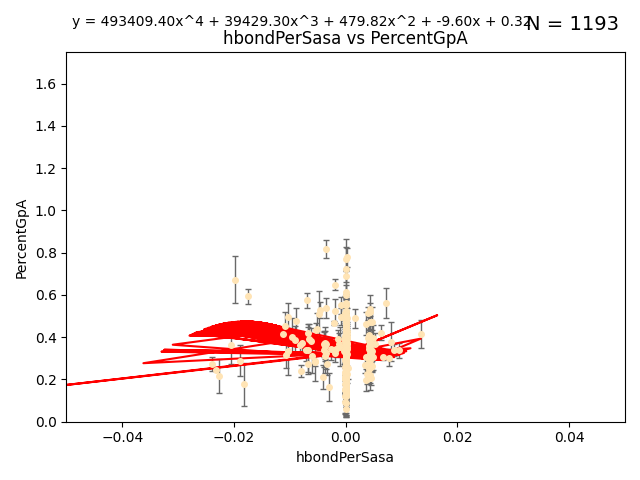 y = 493409.40x^4 + 39429.30x^3 + 479.82x^2 + -9.60x + 0.32
N = 1193
hbondPerSasa vs PercentGpA
PercentGpA
1.6
1.4
1.2
1.0
0.8
0.6
0.4
0.2
0.0
−0.04
−0.02
0.00
0.02
0.04
hbondPerSasa